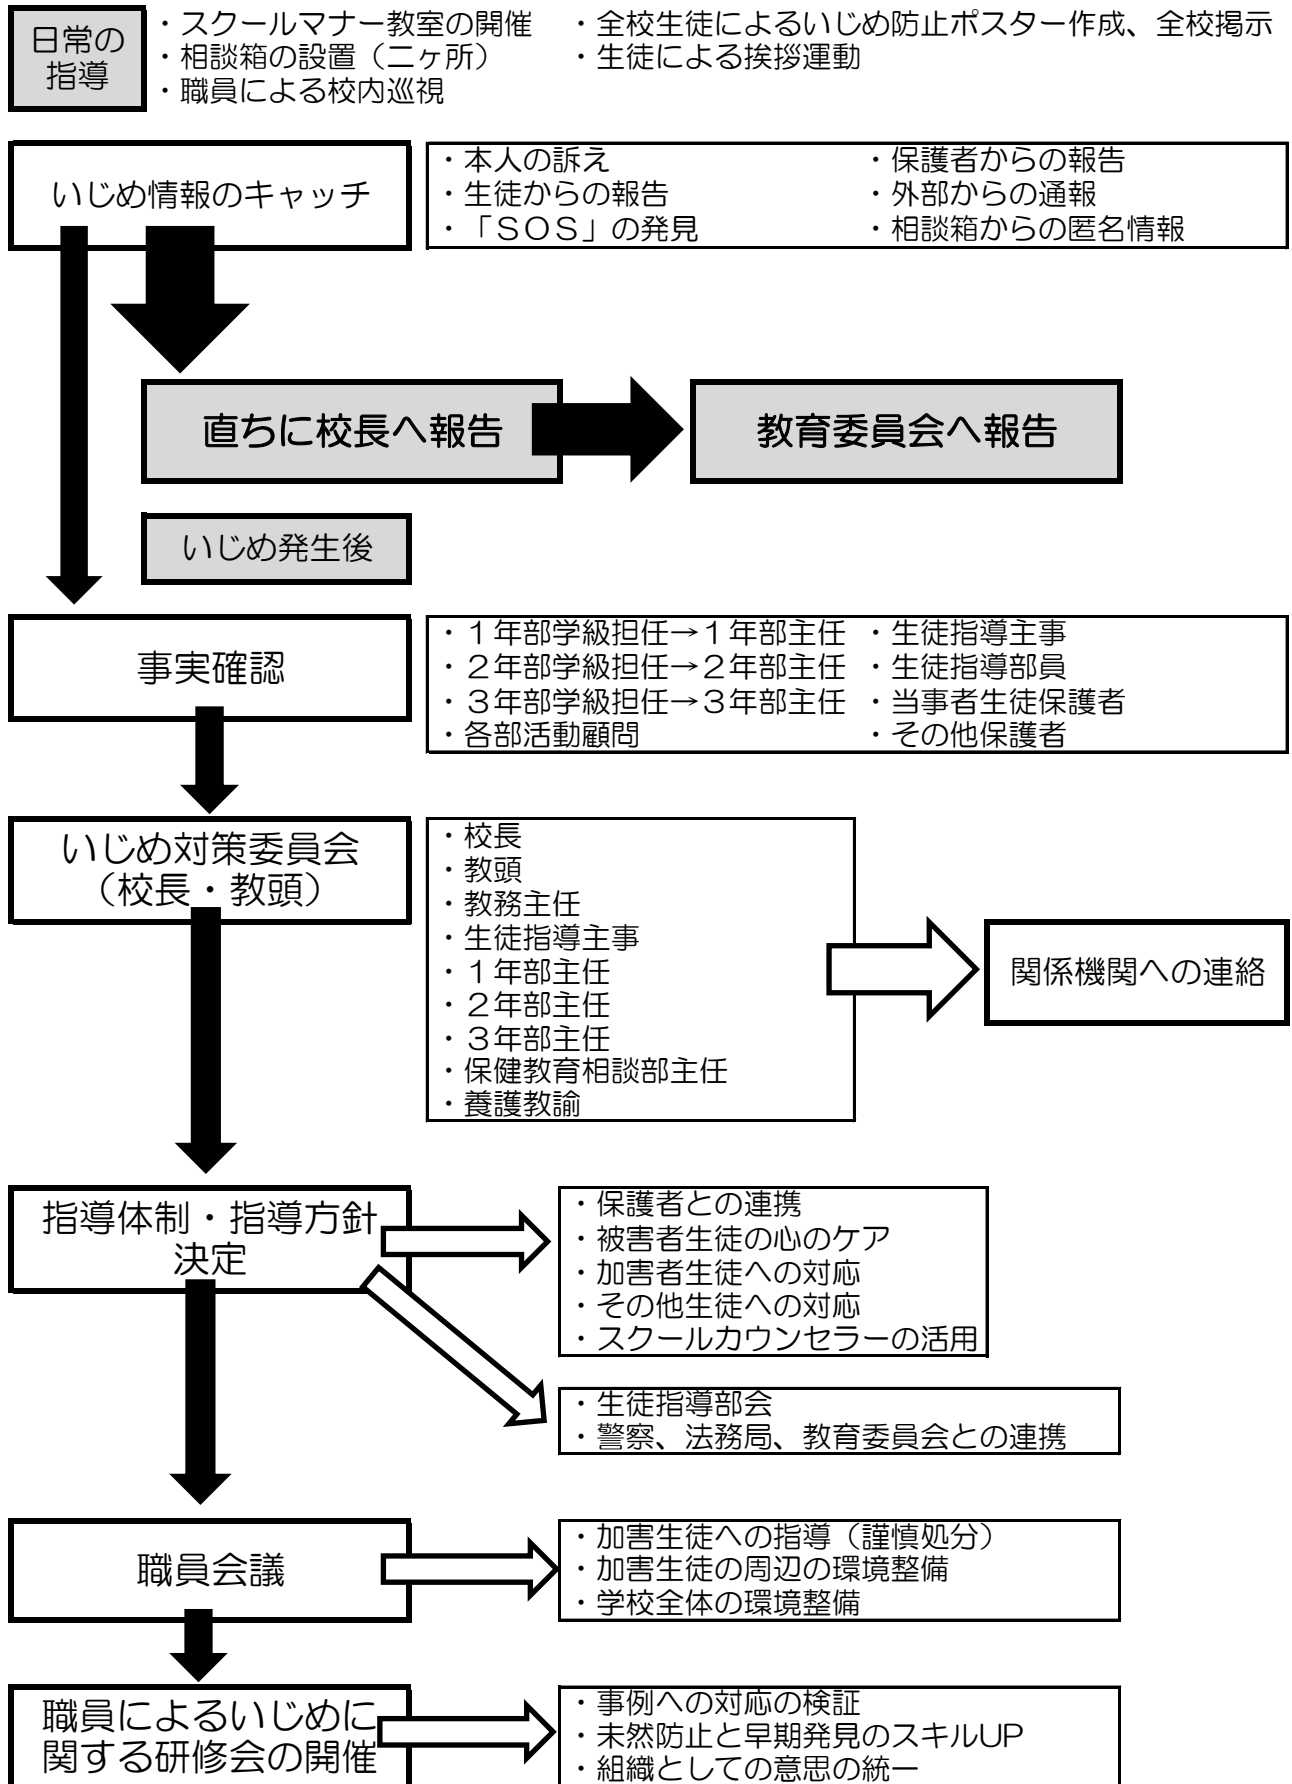 日常の
指導
・スクールマナー教室の開催　・全校生徒によるいじめ防止ポスター作成、全校掲示
・相談箱の設置（二ヶ所）　・生徒による挨拶運動
・職員による校内巡視
いじめ情報のキャッチ
・本人の訴え　・保護者からの報告
・生徒からの報告　・外部からの通報
・「ＳＯＳ」の発見　・相談箱からの匿名情報
直ちに校長へ報告
教育委員会へ報告
いじめ発生後
事実確認
・１年部学級担任→１年部主任　・生徒指導主事
・２年部学級担任→２年部主任　・生徒指導部員
・３年部学級担任→３年部主任　・当事者生徒保護者
・各部活動顧問　・その他保護者
いじめ対策委員会
（校長・教頭）
・校長
・教頭
・教務主任
・生徒指導主事
・１年部主任
・２年部主任
・３年部主任
・保健教育相談部主任
・養護教諭
関係機関への連絡
指導体制・指導方針
決定
・保護者との連携
・被害者生徒の心のケア
・加害者生徒への対応
・その他生徒への対応
・スクールカウンセラーの活用
・生徒指導部会
・警察、法務局、教育委員会との連携
職員会議
・加害生徒への指導（謹慎処分）
・加害生徒の周辺の環境整備
・学校全体の環境整備
職員によるいじめに
関する研修会の開催
・事例への対応の検証
・未然防止と早期発見のスキルUP
・組織としての意思の統一